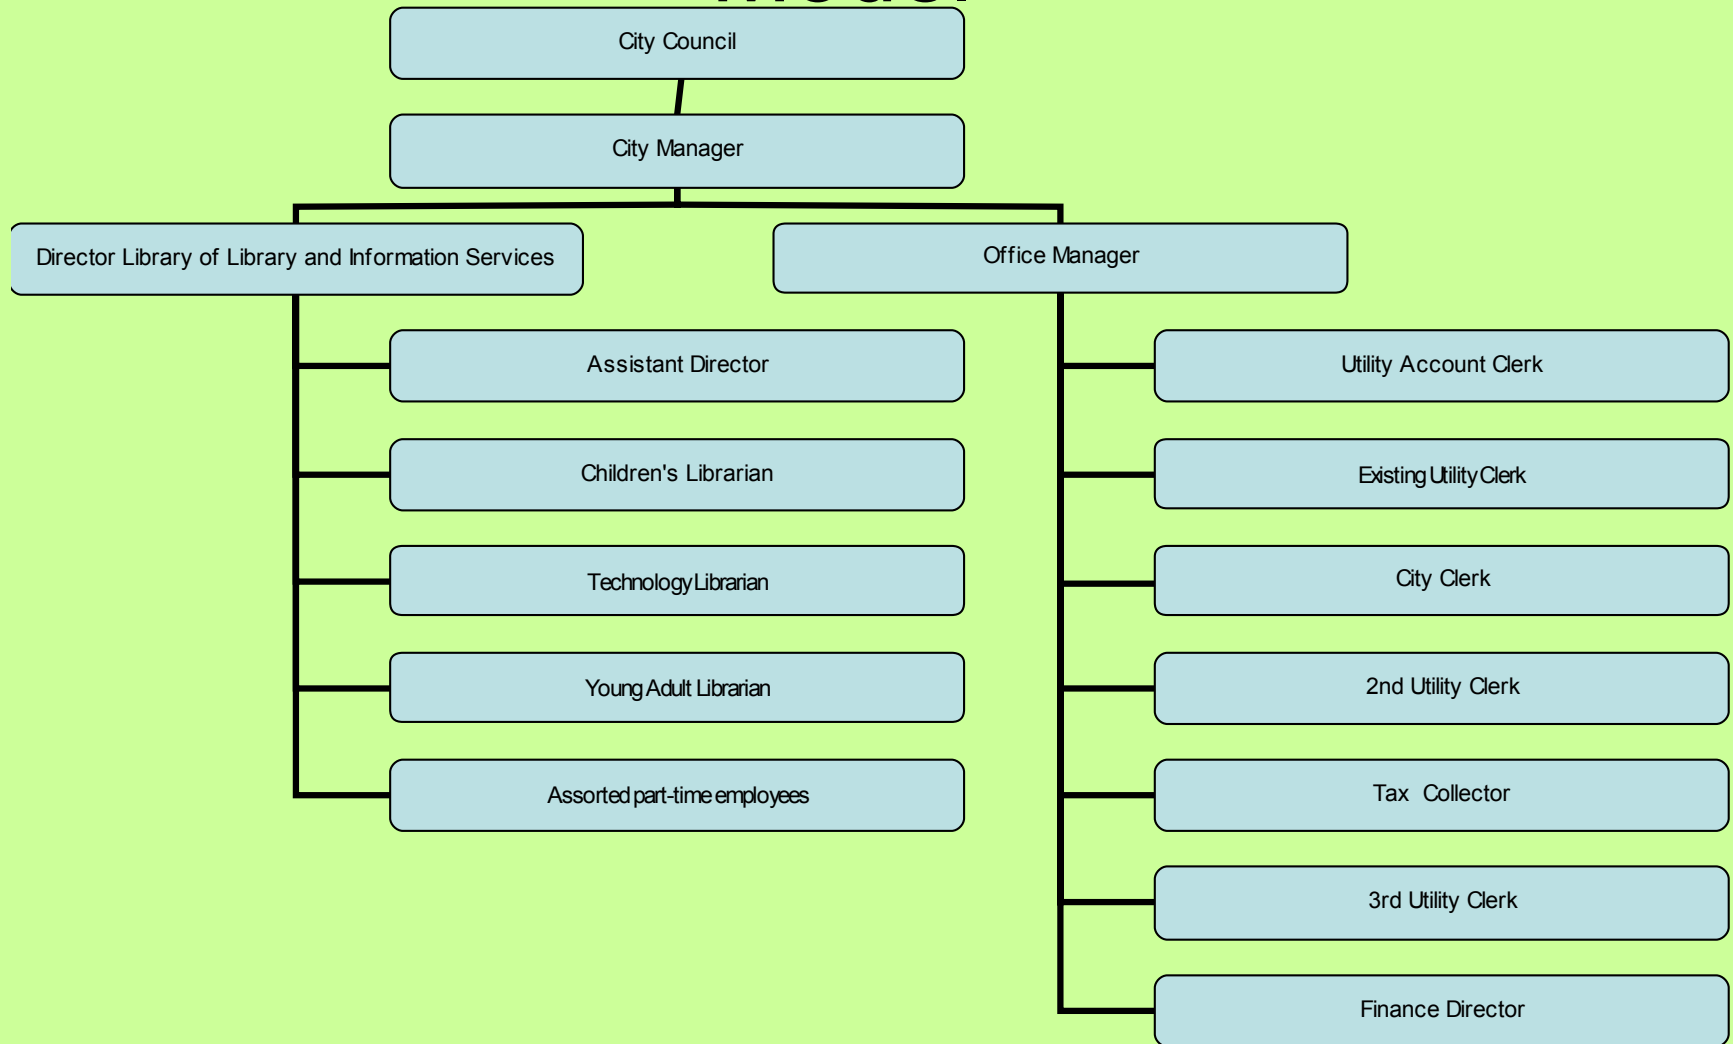 City Council
City Manager
Director Library of Library and Information Services
Office Manager
Assistant Director
Utility Account Clerk
Children's Librarian
Existing Utility Clerk
Technology Librarian
City Clerk
Young Adult Librarian
2nd Utility Clerk
Assorted part-time employees
Tax Collector
3rd Utility Clerk
Finance Director